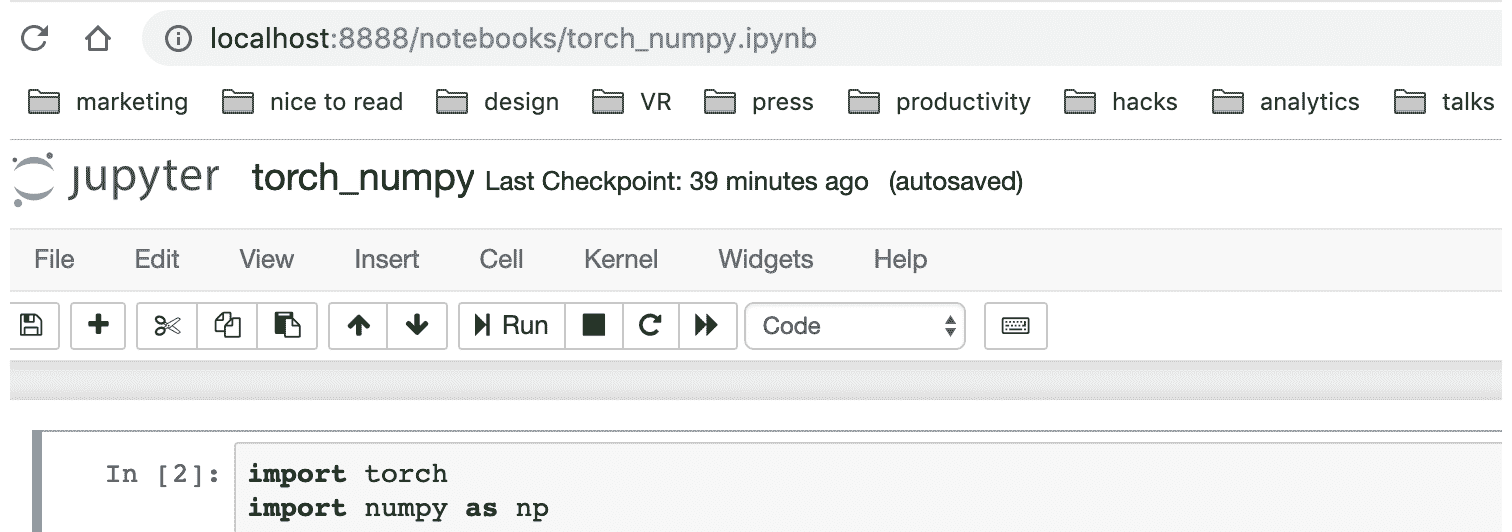 localhost:8888/notebooks/torch_numpy.ipynb
marketing nice to read design VR press productivity hacks analytics talks
jupyter torch_numpy Last Checkpoint: 39 minutes ago (autosaved)
File Edit View Insert Cell Kernel Widgets Help
Run Code
In [2]: import torch
import numpy as np